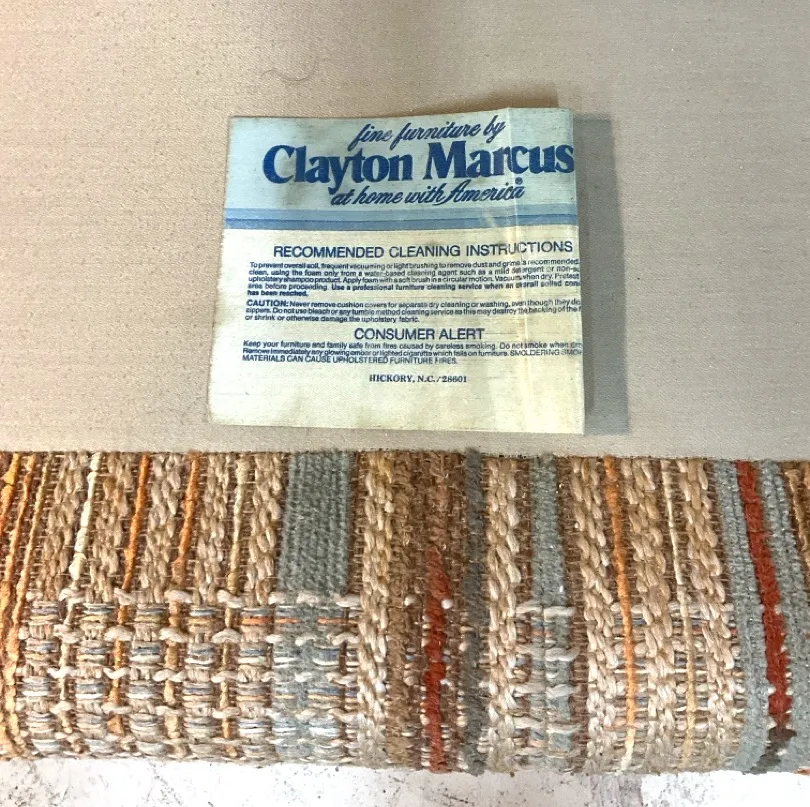 fine furniture by
Clayton Marcus
at home with America®
RECOMMENDED CLEANING INSTRUCTIONS
To prevent overall soil, frequent vacuuming or light brushing to remove dust and grime is recommended.
clean, using the foam only from a water-based cleaning agent such as a mild detergent or non-
upholstery shampoo product. Apply foam with a soft brush in a circular motion. Vacuum when dry. Pretest
area before proceeding. Use a professional furniture cleaning service when an overall soiled con
has been reached.
CAUTION: Never remove cushion covers for separate dry cleaning or washing, even though they
zippers. Do not use bleach or any tumble method cleaning service as this may destroy the backing of the
or shrink or otherwise damage the upholstery fabric.
CONSUMER ALERT
Keep your furniture and family safe from fires caused by careless smoking. Do not smoke when
Remove immediately any glowing ember or lighted cigarette which falls on furniture. SMOLDERING SMO
MATERIALS CAN CAUSE UPHOLSTERED FURNITURE FIRES.
HICKORY, N.C./28601